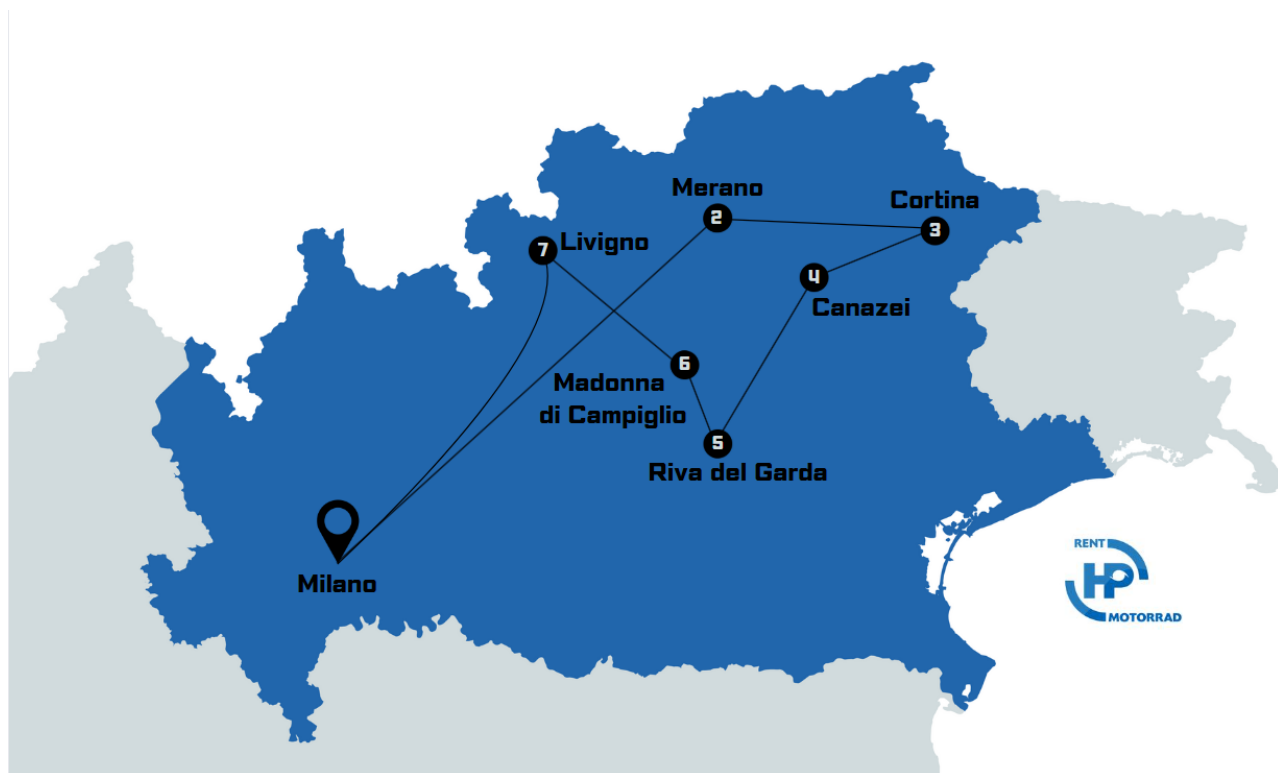 Merano
2
Cortina
3
7
Livigno
4
Canazei
6
Madonna
di Campiglio
5
Riva del Garda
Milano
RENT
HP
MOTORRAD